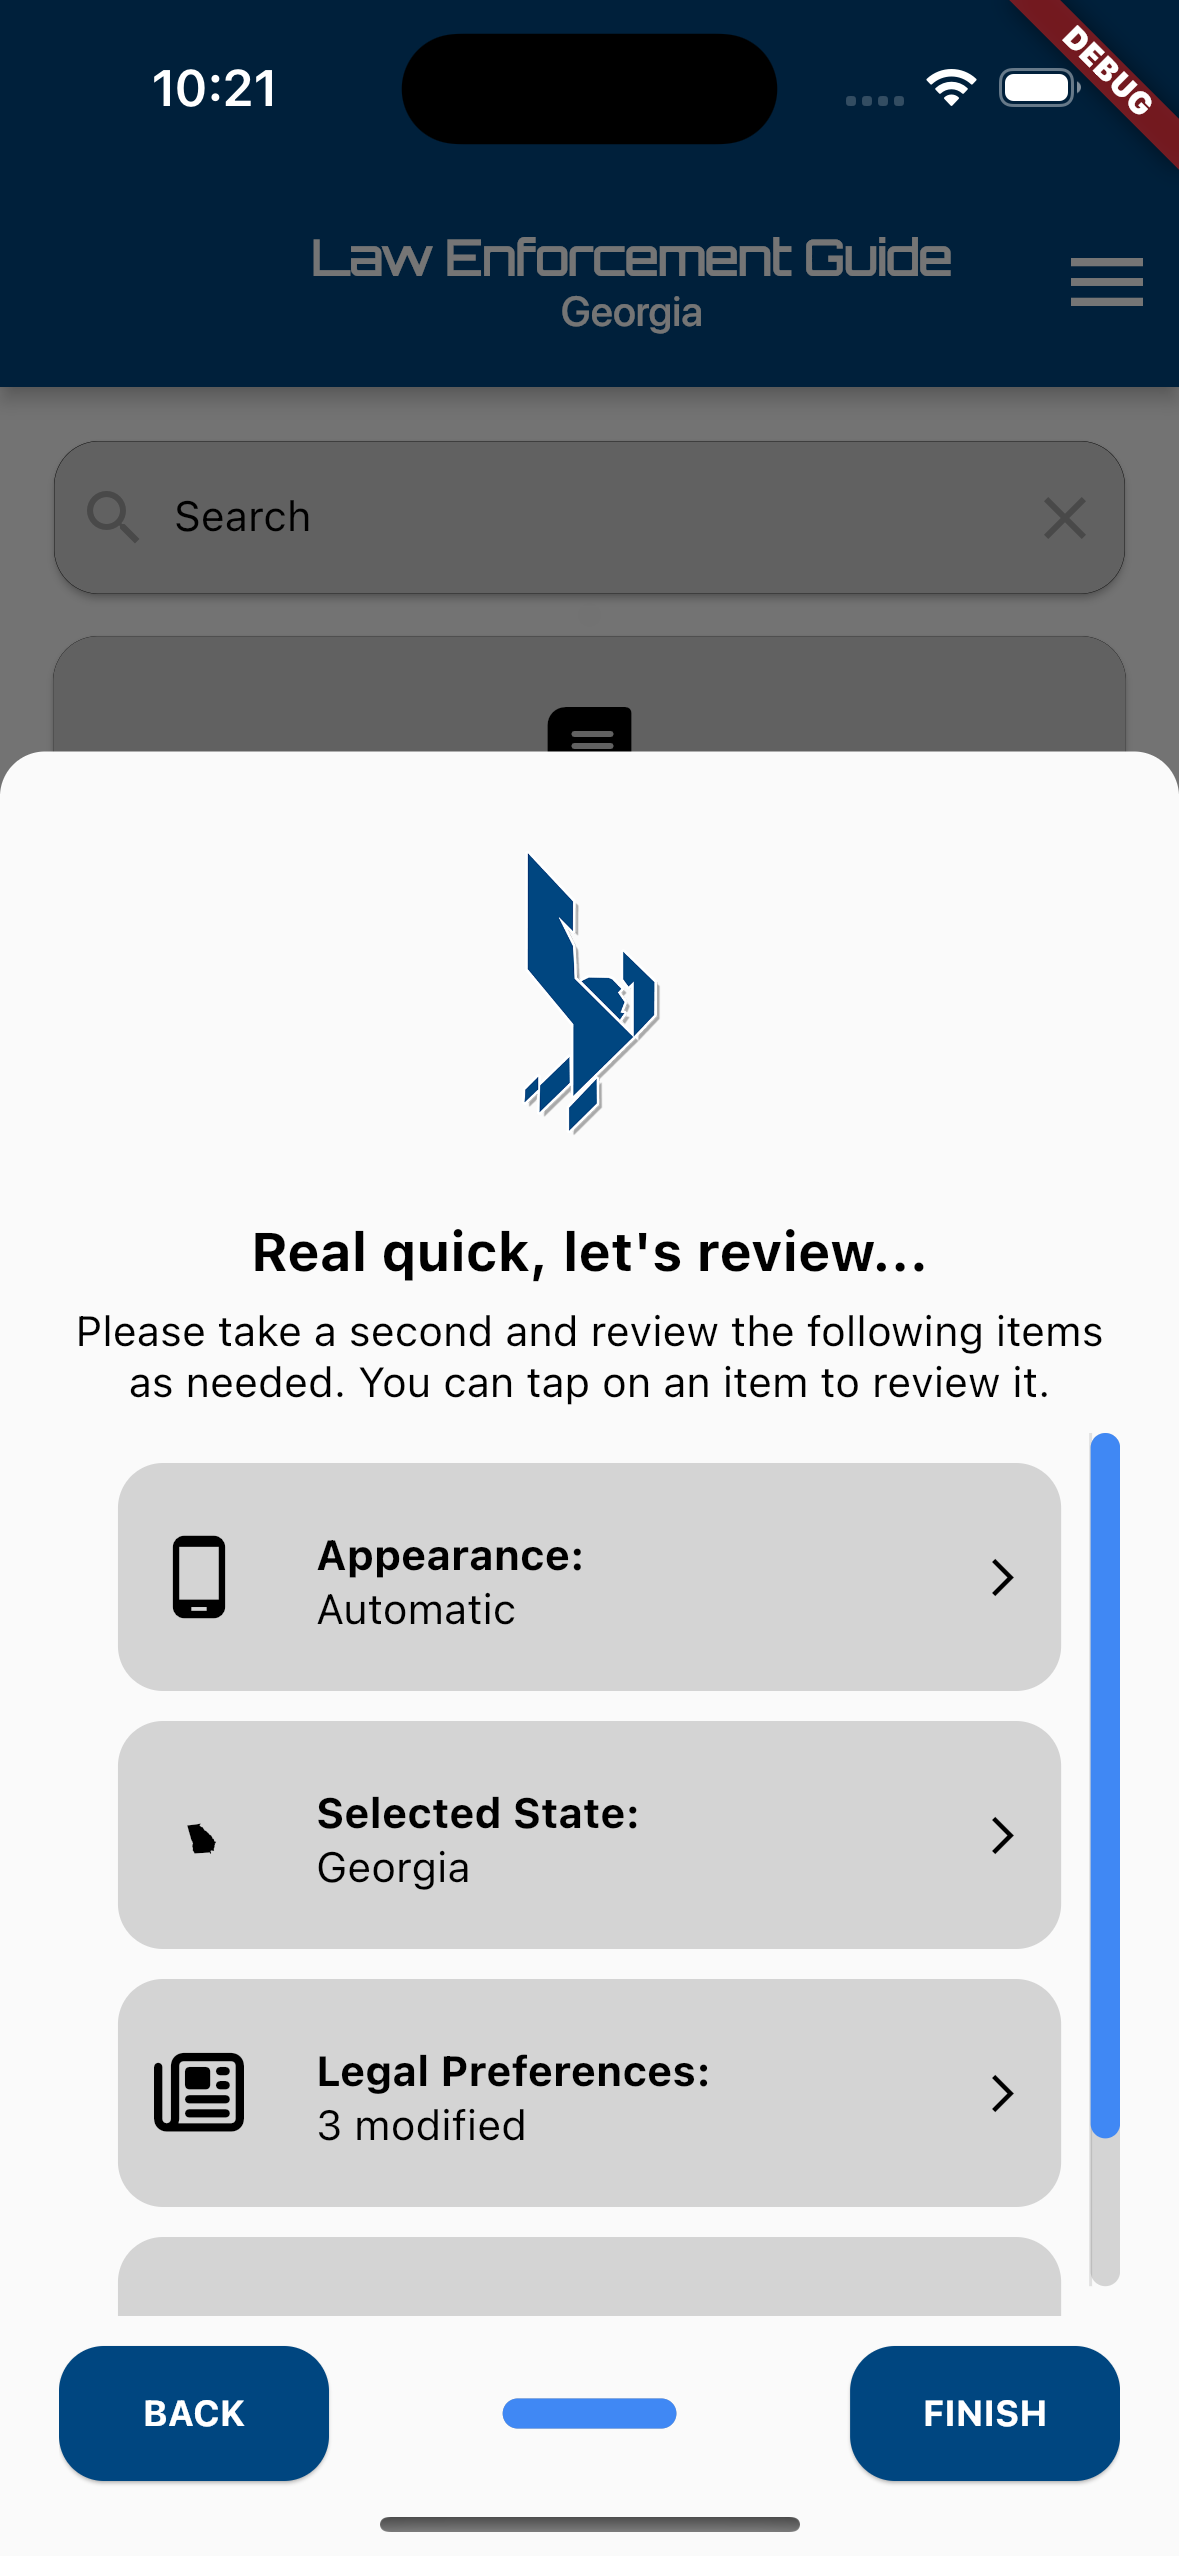 10:21
DEBUG
Law Enforcement Guide
Georgia
Search
Real quick, let's review...
Please take a second and review the following items
as needed. You can tap on an item to review it.
Appearance:
Automatic
Selected State:
Georgia
Legal Preferences:
3 modified
BACK
FINISH